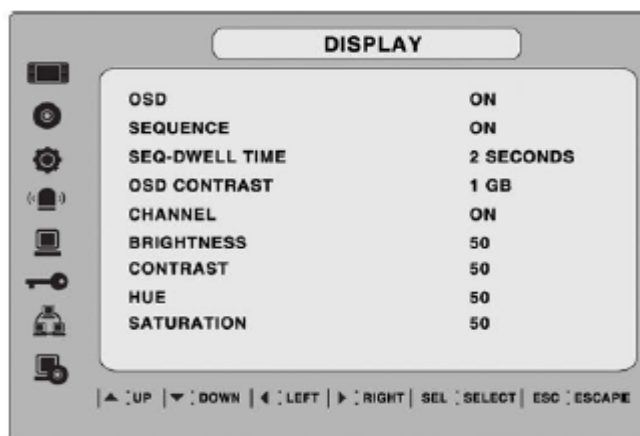 DISPLAY
OSD ON
SEQUENCE ON
SEQ-DWELL TIME 2 SECONDS
OSD CONTRAST 1 GB
CHANNEL ON
BRIGHTNESS 50
CONTRAST 50
HUE 50
SATURATION 50
▲ : UP | ▼ : DOWN | ◀ : LEFT | ▶ : RIGHT | SEL : SELECT | ESC : ESCAPE